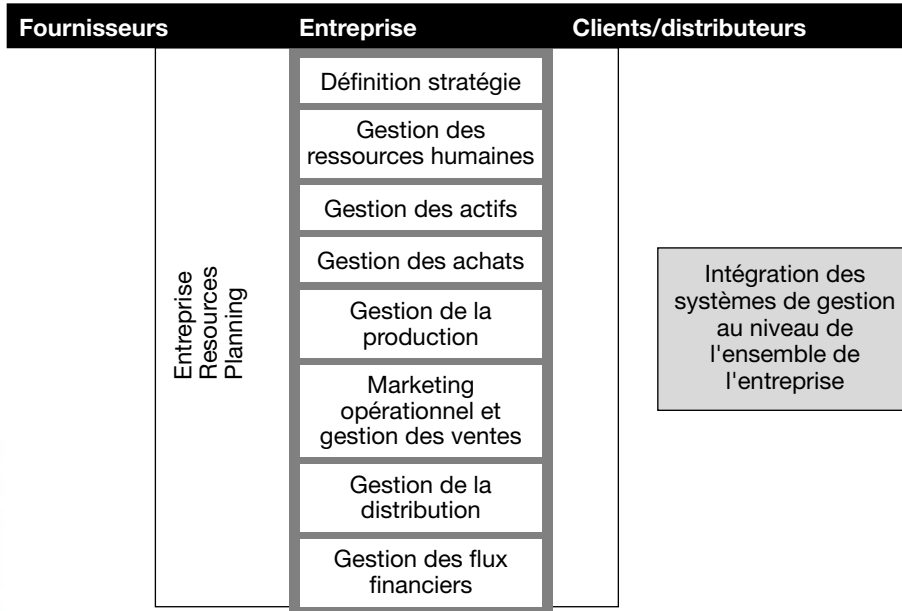 Fournisseurs Entreprise Clients/distributeurs
Définition stratégie
Gestion des
ressources humaines
Gestion des actifs
Gestion des achats
Gestion de la
production
Marketing
opérationnel et
gestion des ventes
Gestion de la
distribution
Gestion des flux
financiers
Entreprise
Resources
Planning
Intégration des
systèmes de gestion
au niveau de
l'ensemble de
l'entreprise